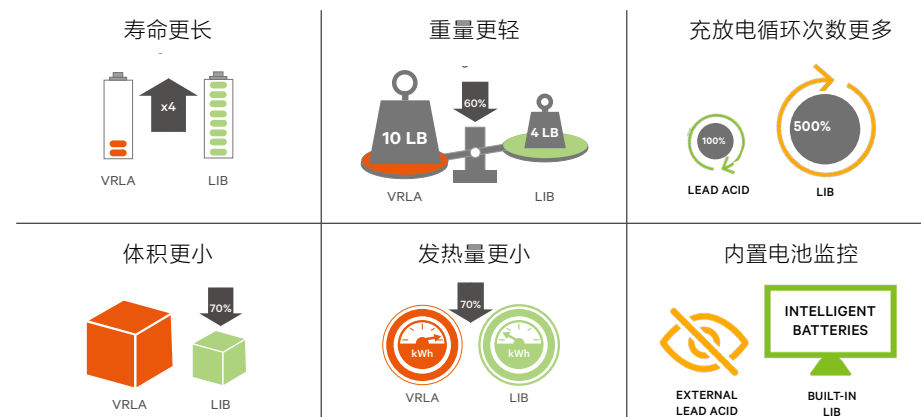 寿命更长
x4
VRLA
LIB
重量更轻
60%
10 LB
4 LB
VRLA
LIB
充放电循环次数更多
100%
500%
LEAD ACID
LIB
体积更小
70%
VRLA
LIB
发热量更小
70%
kWh
kWh
VRLA
LIB
内置电池监控
INTELLIGENT
BATTERIES
EXTERNAL
LEAD ACID
BUILT-IN
LIB